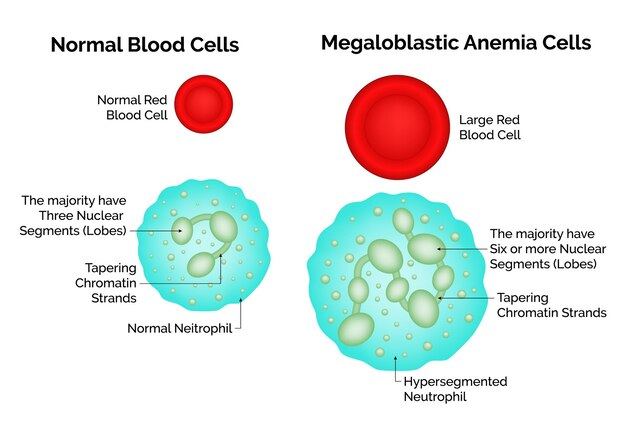 Normal Blood Cells
Normal Red
Blood Cell
The majority have
Three Nuclear
Segments (Lobes)
Tapering
Chromatin
Strands
Normal Neitrophil
Megaloblastic Anemia Cells
Large Red
Blood Cell
The majority have
Six or more Nuclear
Segments (Lobes)
Tapering
Chromatin Strands
Hypersegmented
Neutrophil